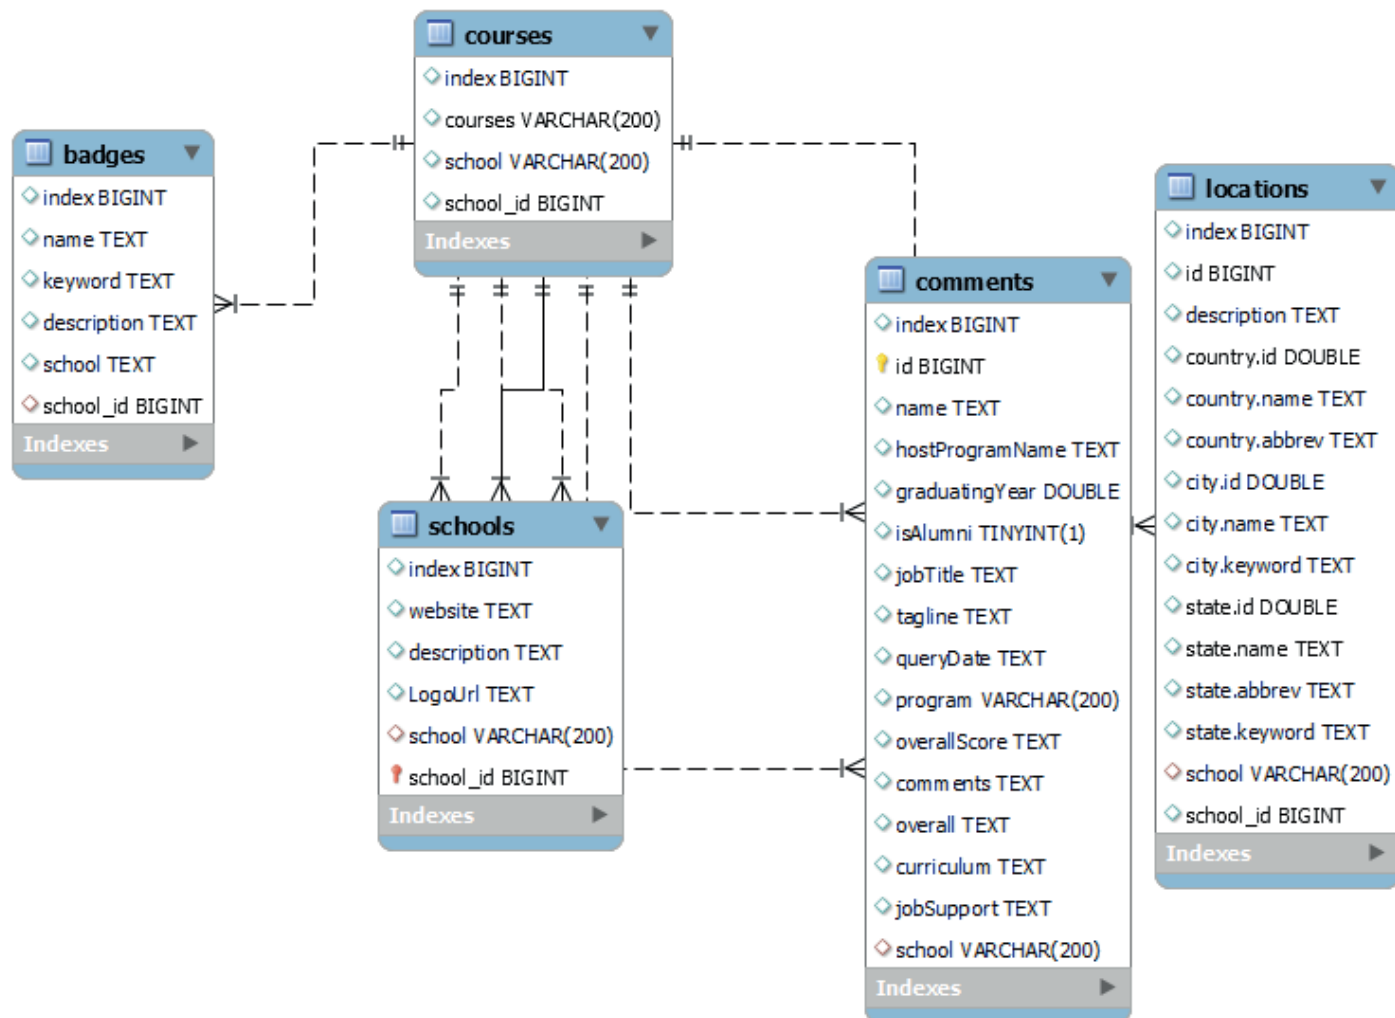 courses
index BIGINT
courses VARCHAR(200)
school VARCHAR(200)
school_id BIGINT
Indexes
badges
index BIGINT
name TEXT
keyword TEXT
description TEXT
school TEXT
school_id BIGINT
Indexes
schools
index BIGINT
website TEXT
description TEXT
LogoUrl TEXT
school VARCHAR(200)
school_id BIGINT
Indexes
comments
index BIGINT
id BIGINT
name TEXT
hostProgramName TEXT
graduatingYear DOUBLE
isAlumni TINYINT(1)
jobTitle TEXT
tagline TEXT
queryDate TEXT
program VARCHAR(200)
overallScore TEXT
comments TEXT
overall TEXT
curriculum TEXT
jobSupport TEXT
school VARCHAR(200)
Indexes
locations
index BIGINT
id BIGINT
description TEXT
country.id DOUBLE
country.name TEXT
country.abbrev TEXT
city.id DOUBLE
city.name TEXT
city.keyword TEXT
state.id DOUBLE
state.name TEXT
state.abbrev TEXT
state.keyword TEXT
school VARCHAR(200)
school_id BIGINT
Indexes